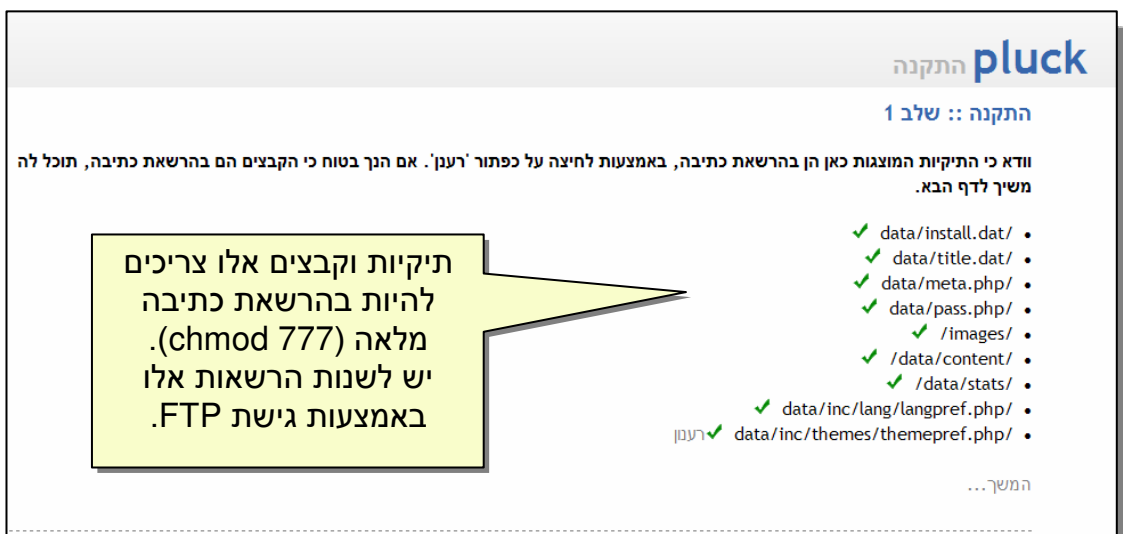 pluck התקנה
התקנה :: שלב 1
וודא כי התיקיות המוצגות כאן הן בהרשאת כתיבה, באמצעות לחיצה על כפתור 'רענן'. אם הנך בטוח כי הקבצים הם בהרשאת כתיבה, תוכל לה
משיך לדף הבא.
• data/install.dat/
• data/title.dat/
• data/meta.php/
• data/pass.php/
• /images/
• /data/content/
• /data/stats/
• data/inc/lang/langpref.php/
• data/inc/themes/themepref.php/ רענון
המשך...
תיקיות וקבצים אלו צריכים
להיות בהרשאת כתיבה
מלאה (chmod 777).
יש לשנות הרשאות אלו
באמצעות גישת FTP.